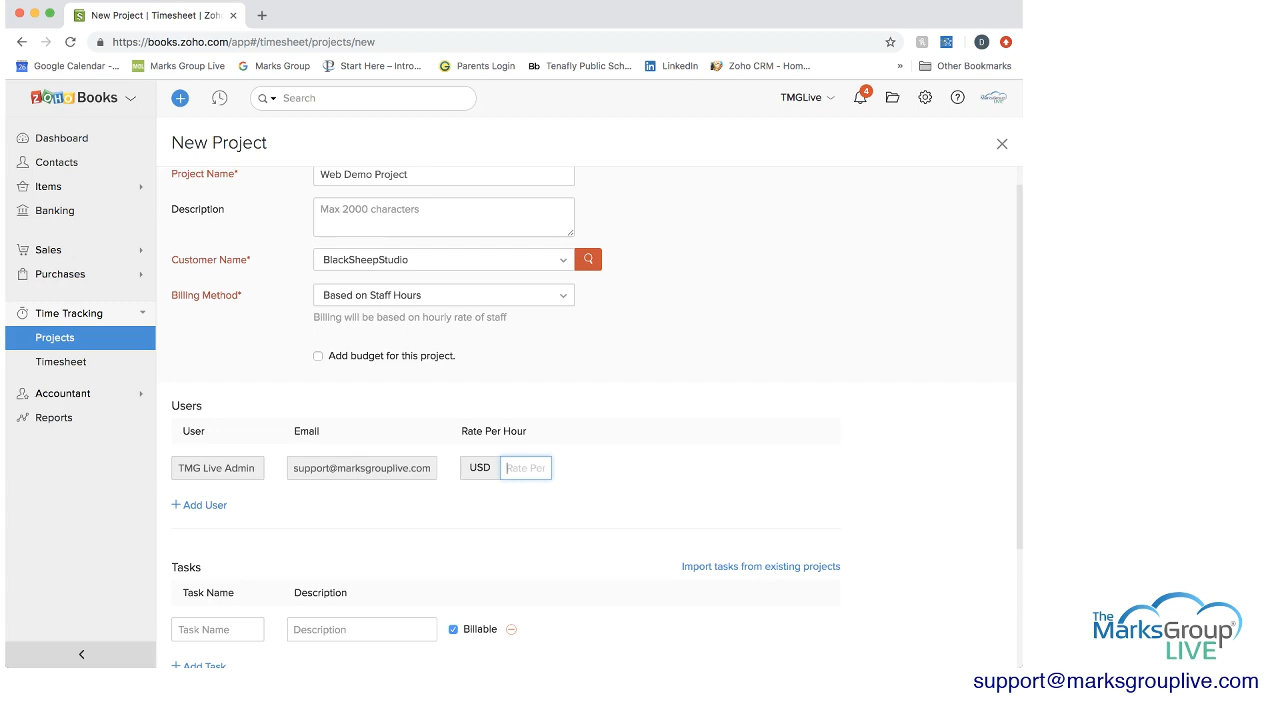 New Project | Timesheet | Zoh
https://books.zoho.com/app#/timesheet/projects/new
Google Calendar -... Marks Group Live Marks Group Start Here – Intro... Parents Login Bb Tenafly Public Sch... LinkedIn Zoho CRM - Hom... » Other Bookmarks
ZOHO Books
Search
TMGLive
4
Dashboard
Contacts
Items
Banking
Sales
Purchases
Time Tracking
Projects
Timesheet
Accountant
Reports
New Project
Project Name*
Web Demo Project
Description
Max 2000 characters
Customer Name*
BlackSheepStudio
Billing Method*
Based on Staff Hours
Billing will be based on hourly rate of staff
Add budget for this project.
Users
User Email Rate Per Hour
TMG Live Admin support@marksgrouplive.com USD Rate Per
+ Add User
Tasks
Import tasks from existing projects
Task Name Description
Task Name Description Billable
+ Add Task
The
MarksGroup®
LIVE
support@marksgrouplive.com